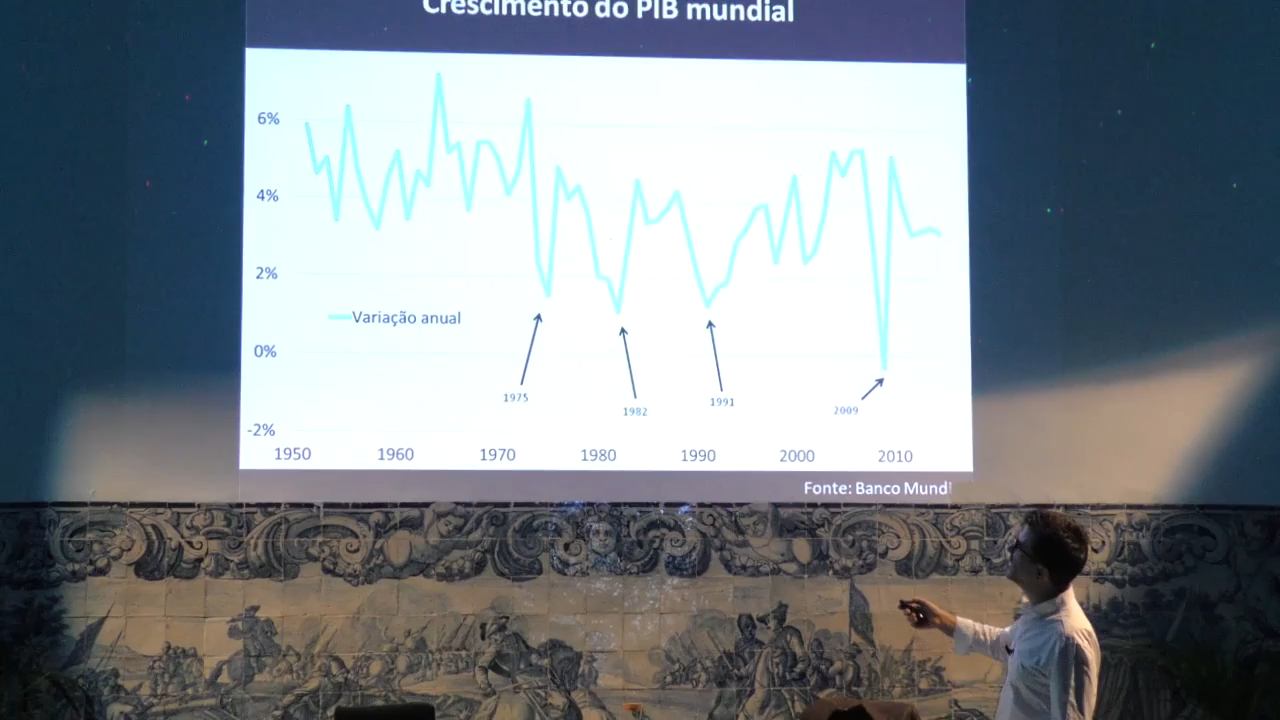 Crescimento do PIB mundial
6%
4%
2%
Variação anual
0%
1975
1982
1991
2009
-2%
1950 1960 1970 1980 1990 2000 2010
Fonte: Banco Mund